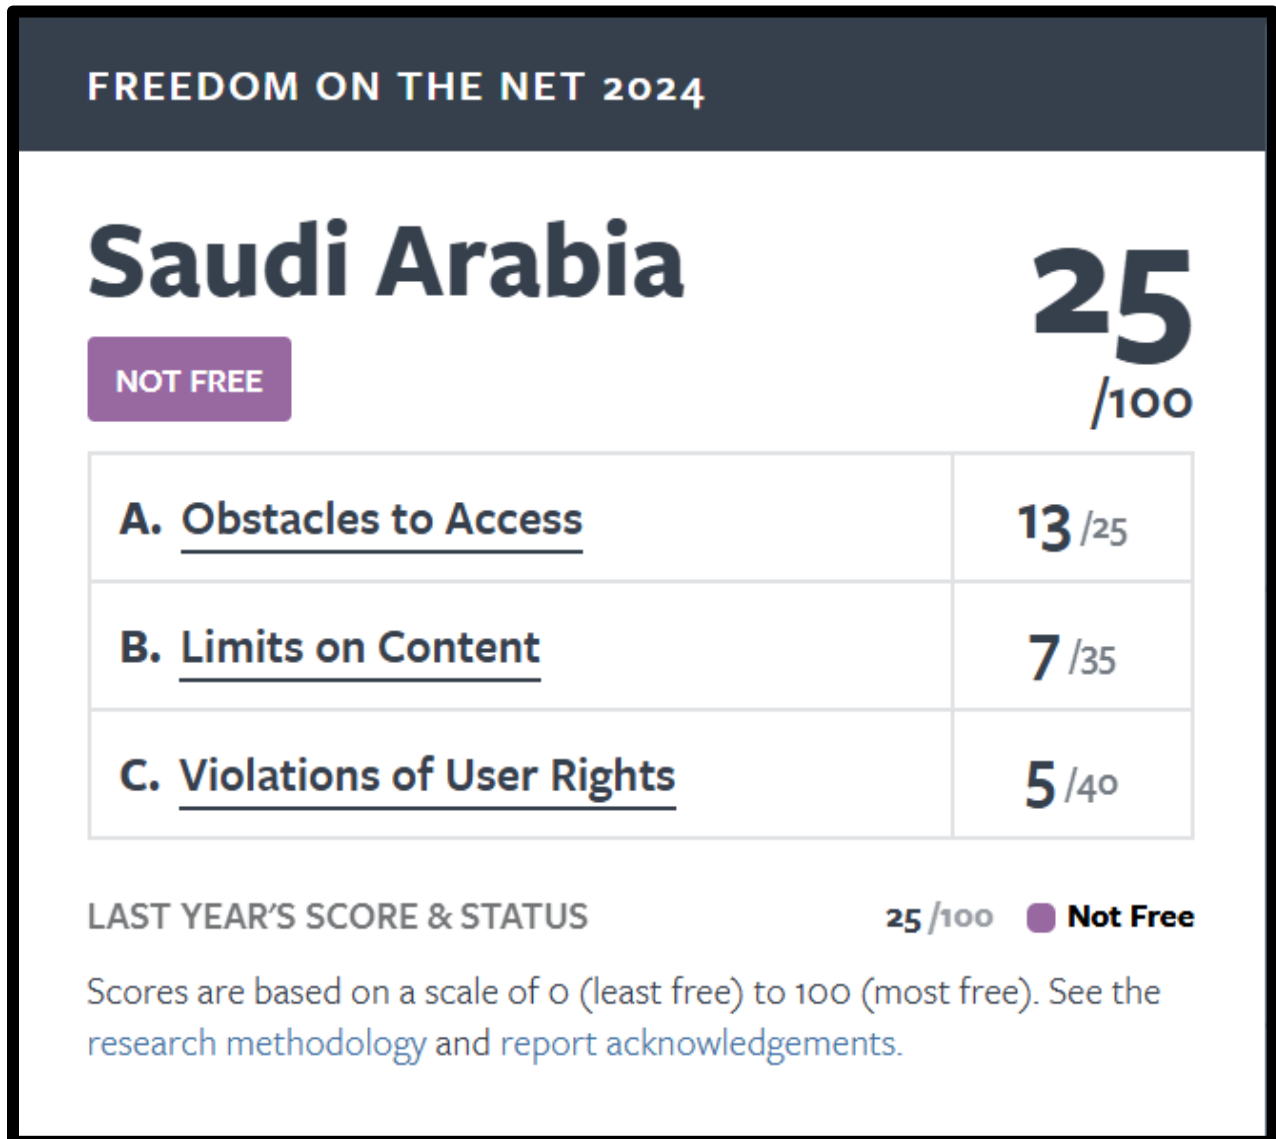 FREEDOM ON THE NET 2024
Saudi Arabia
25
/100
NOT FREE
A. Obstacles to Access 13 /25
B. Limits on Content 7 /35
C. Violations of User Rights 5 /40
LAST YEAR'S SCORE & STATUS 25 /100 Not Free
Scores are based on a scale of 0 (least free) to 100 (most free). See the
research methodology and report acknowledgements.